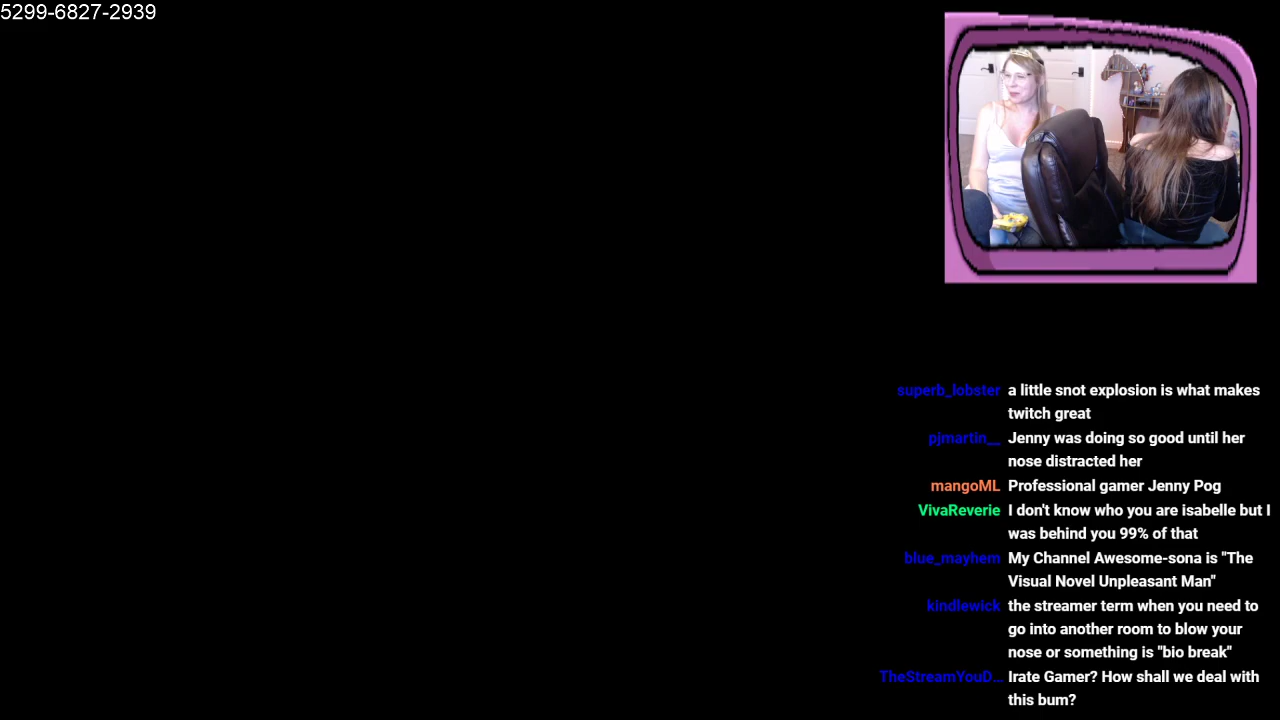 5299-6827-2939
superb_lobster a little snot explosion is what makes
twitch great
pjmartin__ Jenny was doing so good until her
nose distracted her
mangoML Professional gamer Jenny Pog
VivaReverie I don't know who you are isabelle but I
was behind you 99% of that
blue_mayhem My Channel Awesome-sona is "The
Visual Novel Unpleasant Man"
kindlewick the streamer term when you need to
go into another room to blow your
nose or something is "bio break"
TheStreamYouD... Irate Gamer? How shall we deal with
this bum?